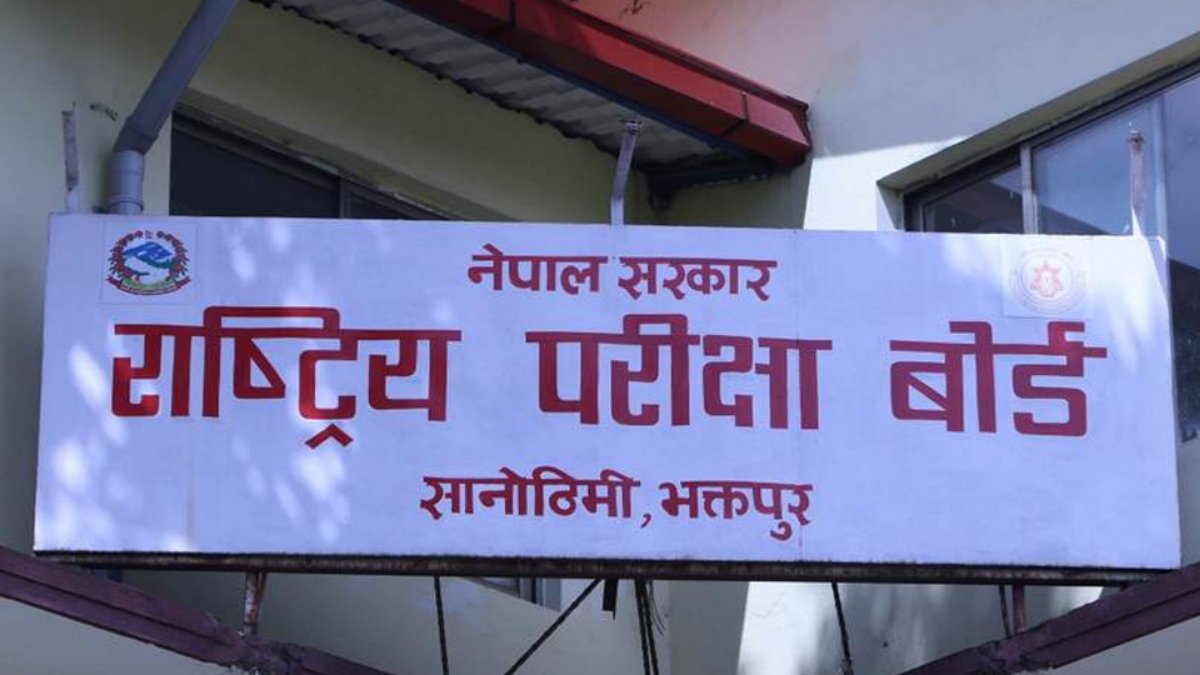 नेपाल सरकार
राष्ट्रिय परीक्षा बोर्ड
सानोठिमी, भक्तपुर